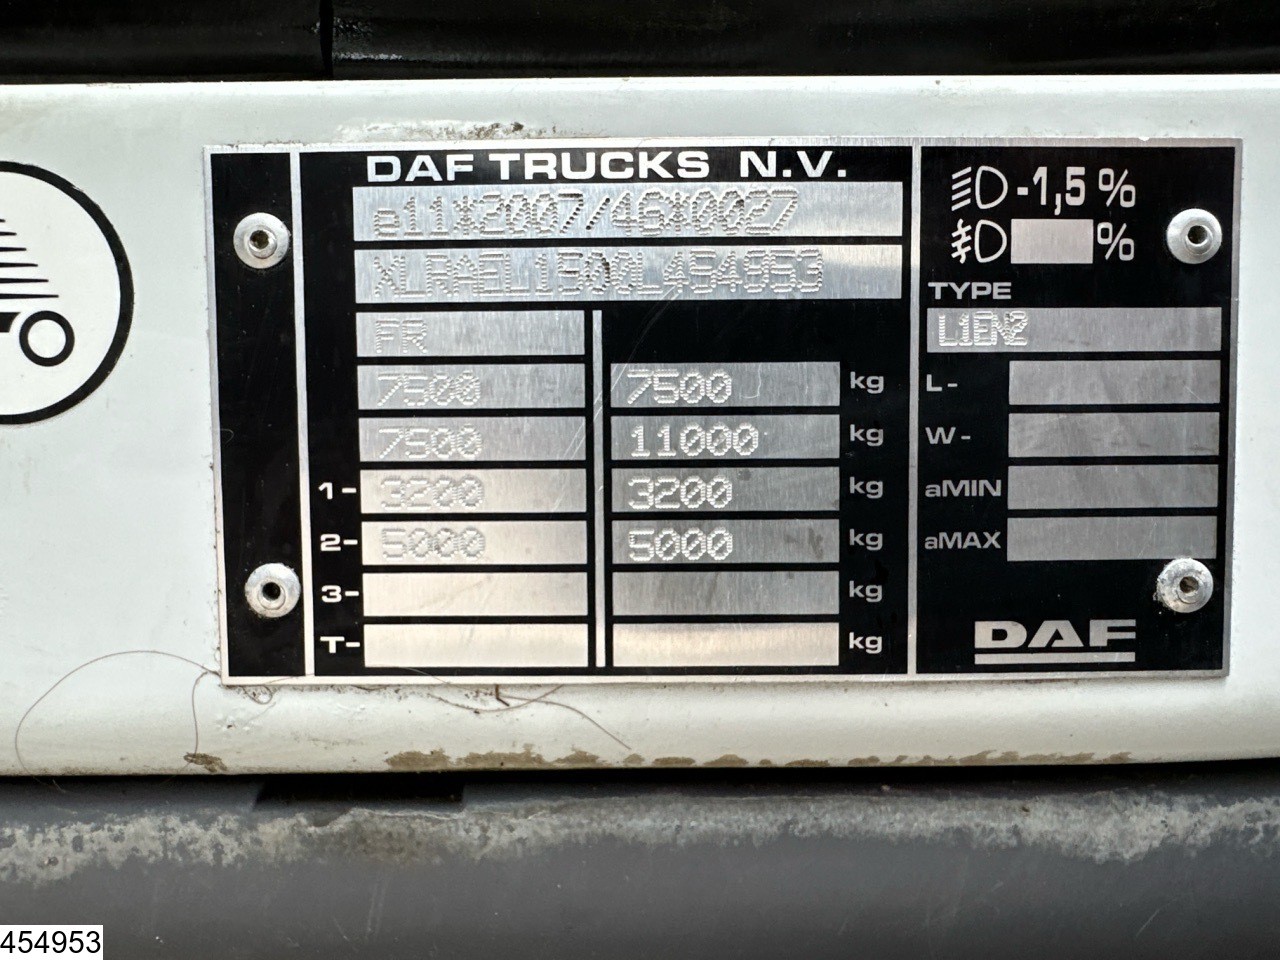 DAF TRUCKS N.V.
e11*2007/46*0027
XLRAEL1500L454953
FR
7500 7500 kg
7500 11000 kg
1- 3200 3200 kg
2- 5000 5000 kg
3- kg
T- kg
-1,5 %
%
TYPE
L1EN2
L-
W-
aMIN
aMAX
DAF
454953